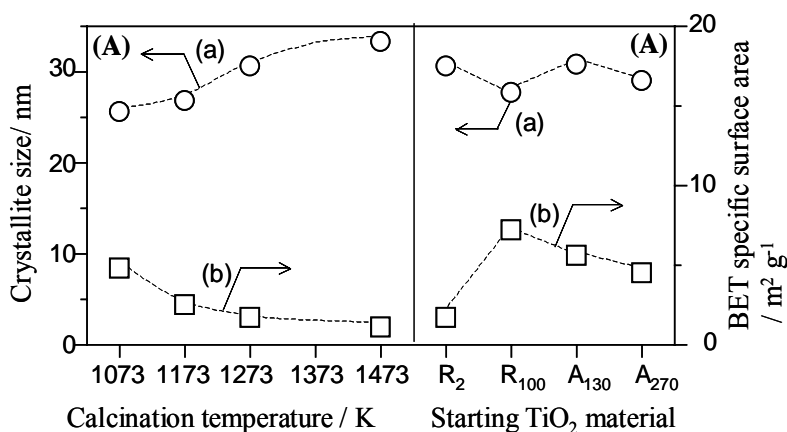 (A)
(a)
(b)
30
20
10
0
Crystallite size/ nm
1073 1173 1273 1373 1473
Calcination temperature / K
(A)
(a)
(b)
20
10
0
BET specific surface area
/ m² g⁻¹
R₂ R₁₀₀ A₁₃₀ A₂₇₀
Starting TiO₂ material